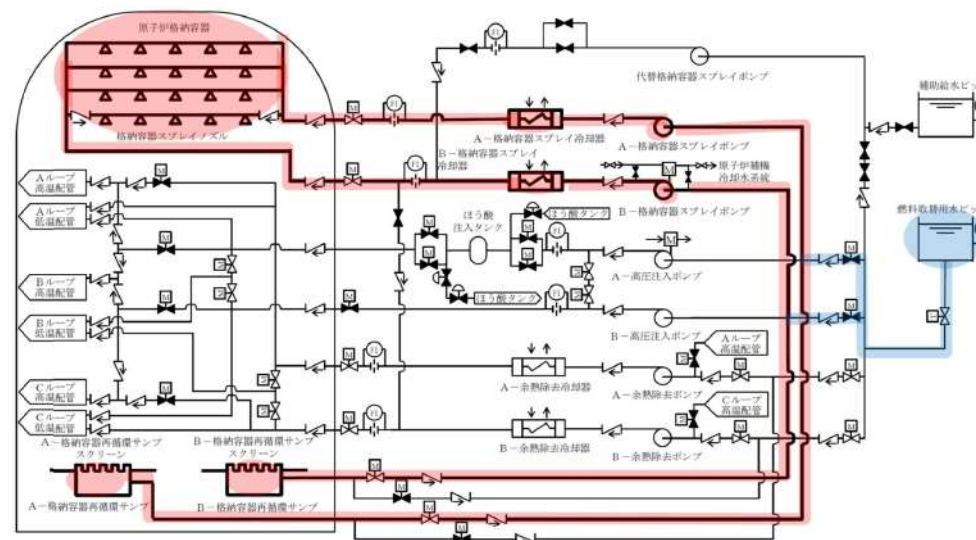 原子炉格納容器
FI
代替格納容器スプレイポンプ
補助給水ピッ
M
FI
格納容器スプレイノズル
A-格納容器スプレイ冷却器
A-格納容器スプレイポンプ
B-格納容器スプレイ
冷却器
M
FI
M
原子炉補機
冷却水系統
B-格納容器スプレイポンプ
Aループ
高温配管
M
Aループ
低温配管
ほう酸
注入タンク
ほう酸タンク
燃料取替用水ピッ
M
M
M
M
M
FI
M
M
A-高圧注入ポンプ
Bループ
高温配管
ほう酸タンク
M
M
FI
M
B-高圧注入ポンプ
Bループ
低温配管
Aループ
高温配管
M
FI
A-余熱除去冷却器
A-余熱除去ポンプ
M
M
Cループ
高温配管
M
Cループ
高温配管
Cループ
低温配管
M
FI
B-余熱除去冷却器
B-余熱除去ポンプ
M
M
A-格納容器再循環サンプ
スクリーン
B-格納容器再循環サンプ
スクリーン
M
M
A-格納容器再循環サンプ
B-格納容器再循環サンプ
M
M